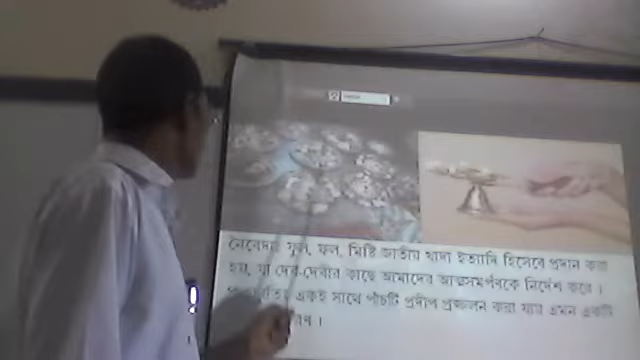 নৈবেদ্য ফুল, ফল, মিষ্টি জাতীয় খাদ্য ইত্যাদি হিসেবে প্রদান করা
হয়, যা দেব-দেবীর কাছে আমাদের আত্মসমর্পণকে নির্দেশ করে ।
একই সাথে পাঁচটি প্রদীপ প্রজ্জ্বলন করা যায় এমন একটি